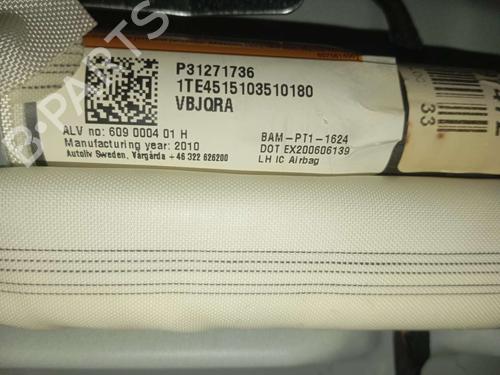 P31271736
1TE4515103510180
VBJQRA
ALV no: 609 0004 01 H
Manufacturing year: 2010
Autoliv Sweden, Vårgårda +46 322 626200
BAM-PT1-1624
DOT EX200606139
LH IC Airbag
33